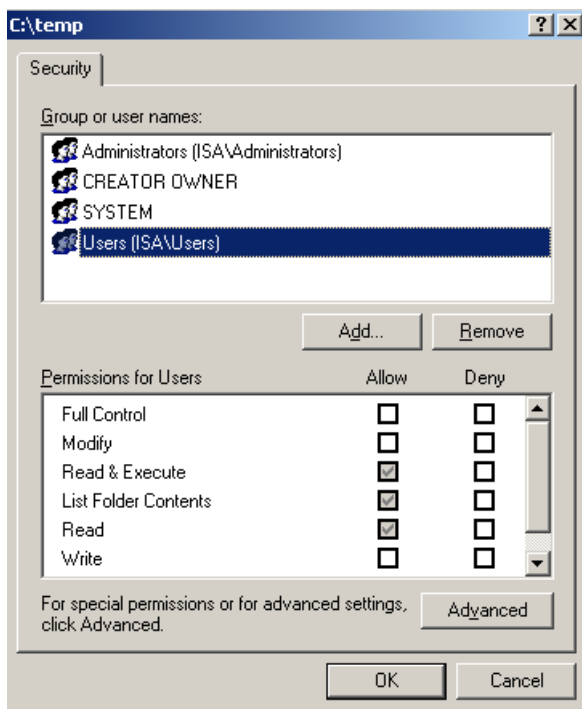 C:\temp
Security
Group or user names:
Administrators (ISA\Administrators)
CREATOR OWNER
SYSTEM
Users (ISA\Users)
Add... Remove
Permissions for Users Allow Deny
Full Control
Modify
Read & Execute
List Folder Contents
Read
Write
For special permissions or for advanced settings,
click Advanced.
Advanced
OK Cancel